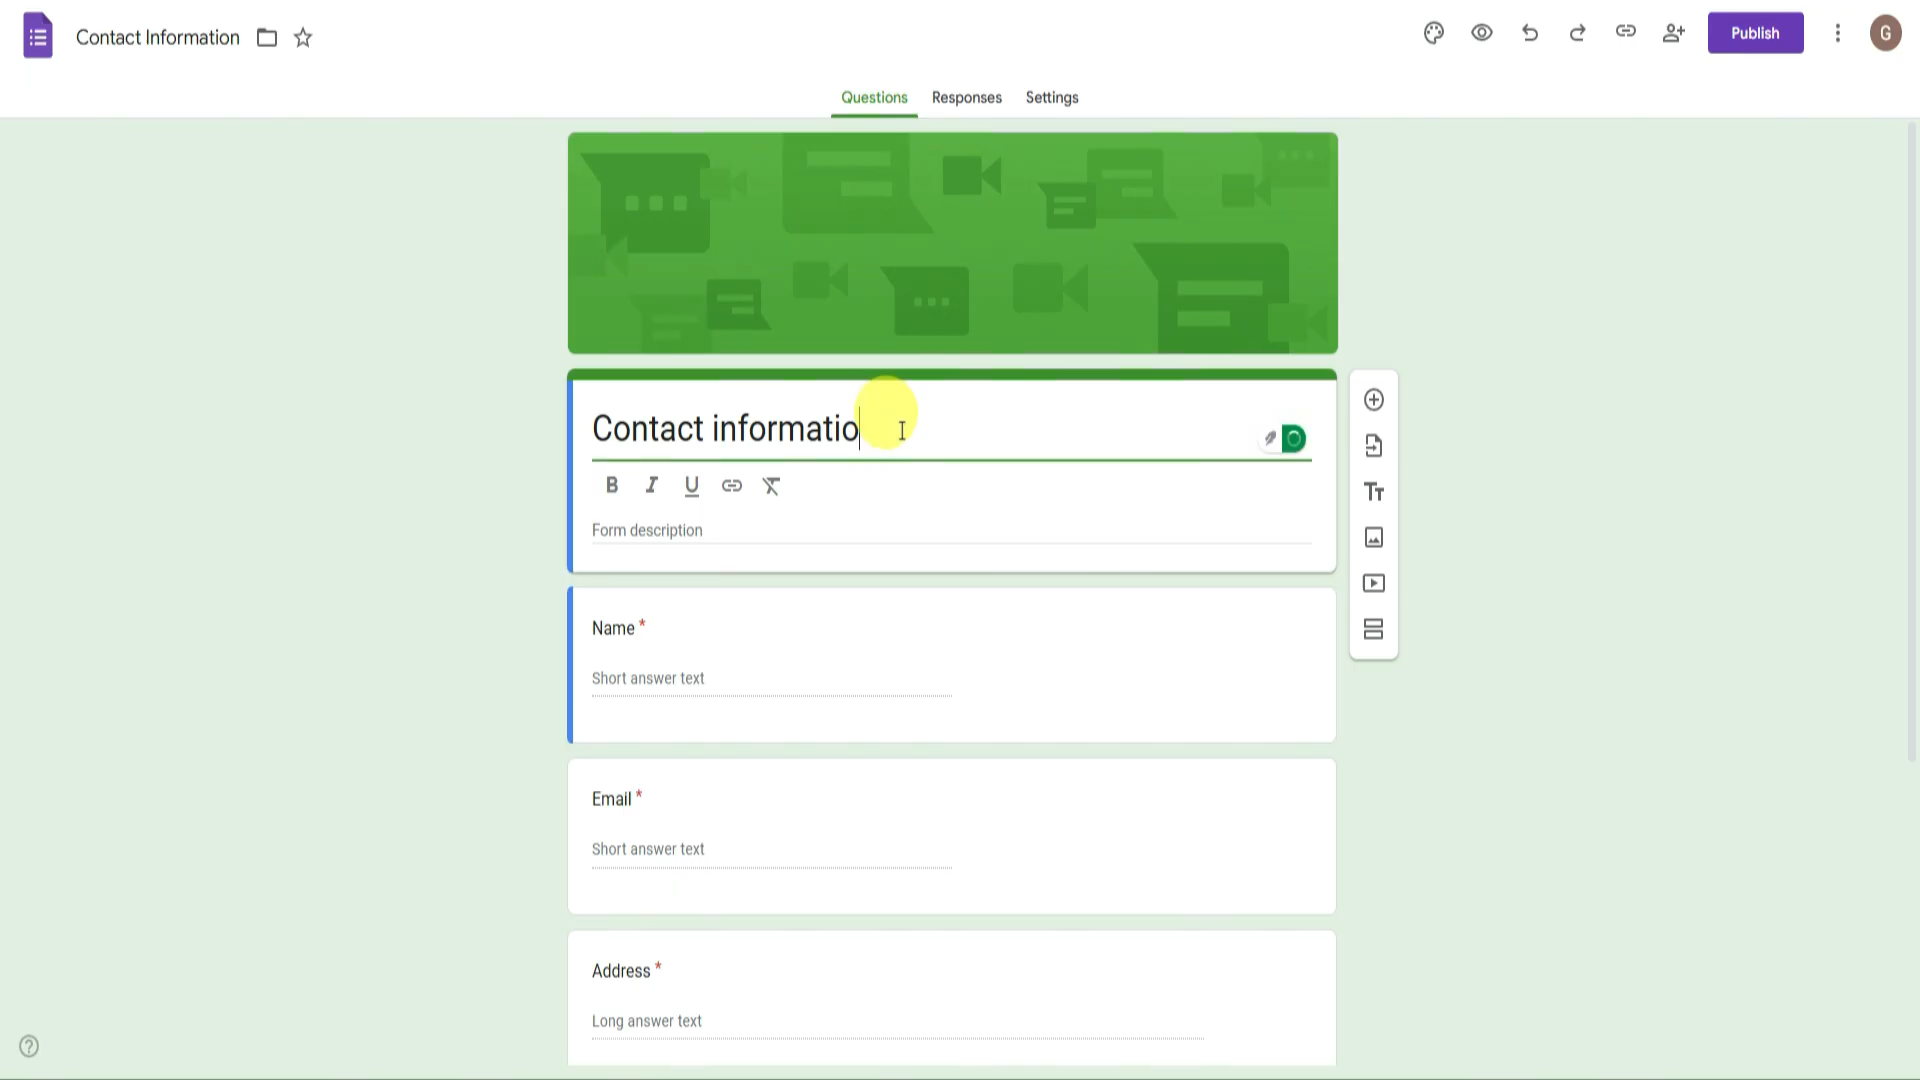 Contact Information
Publish
G
Questions Responses Settings
Contact informatio
B I U
Form description
Name *
Short answer text
Email *
Short answer text
Address *
Long answer text